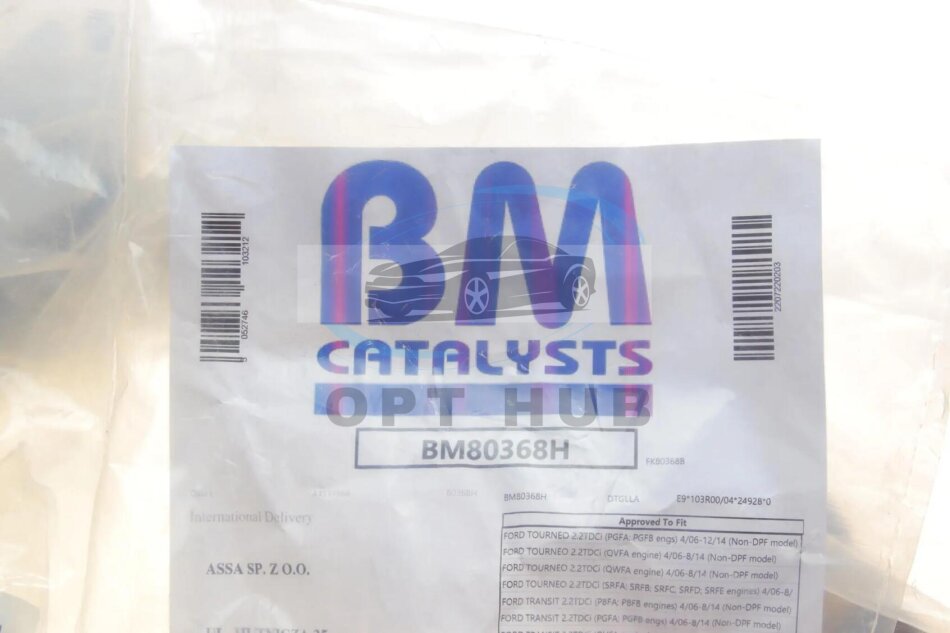 BM
CATALYSTS
OPT HUB
BM80368H
FK80368B
5 052746 103212
2207220203
80368H BM80368H DTGLLA E9*103R00/04*24928*0
International Delivery
ASSA SP. Z O.O.
Approved To Fit
FORD TOURNEO 2.2TDCi (PGFA; PGFB engs) 4/06-12/14 (Non-DPF model)
FORD TOURNEO 2.2TDCi (QVFA engine) 4/06-8/14 (Non-DPF model)
FORD TOURNEO 2.2TDCi (QWFA engine) 4/06-8/14 (Non-DPF model)
FORD TOURNEO 2.2TDCi (SRFA; SRFB; SRFC; SRFD; SRFE engines) 4/06-8/
FORD TRANSIT 2.2TDCi (P8FA; P8FB engines) 4/06-8/14 (Non-DPF model)
FORD TRANSIT 2.2TDCi (PGFA; PGFB engs) 4/06-8/14 (Non-DPF model)